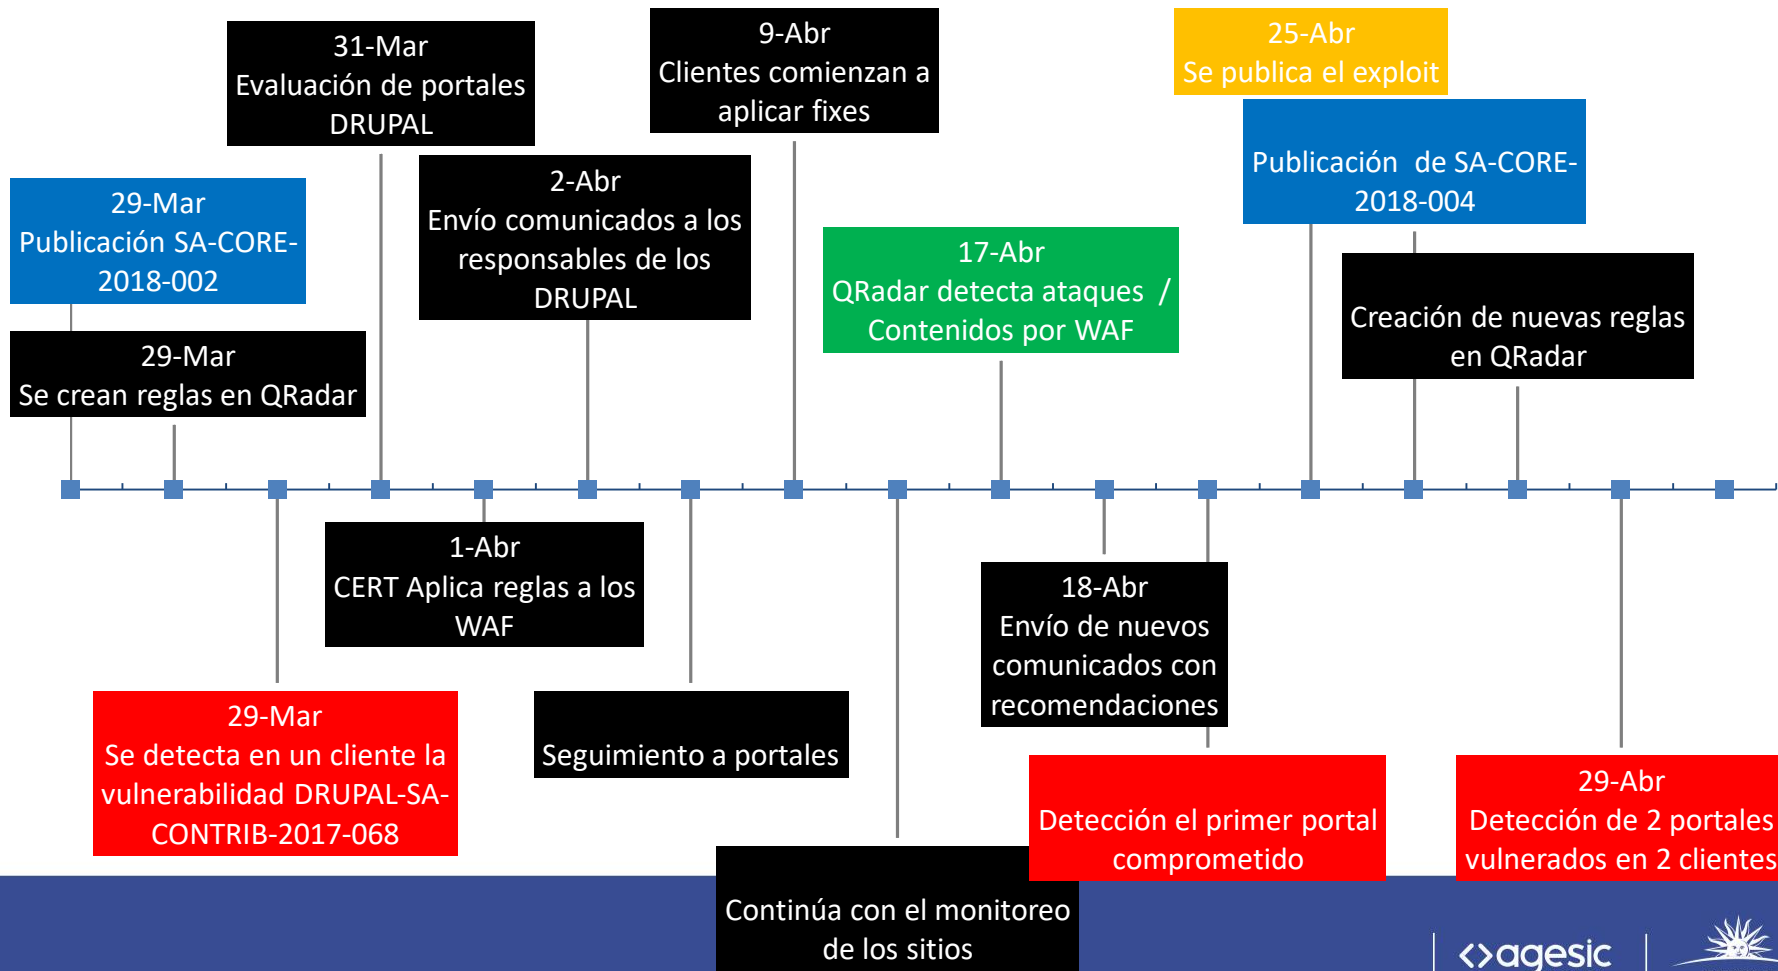 31-Mar
Evaluación de portales
DRUPAL
9-Abr
Clientes comienzan a
aplicar fixes
25-Abr
Se publica el exploit
29-Mar
Publicación SA-CORE-
2018-002
2-Abr
Envío comunicados a los
responsables de los
DRUPAL
Publicación de SA-CORE-
2018-004
17-Abr
QRadar detecta ataques /
Contenidos por WAF
29-Mar
Se crean reglas en QRadar
Creación de nuevas reglas
en QRadar
1-Abr
CERT Aplica reglas a los
WAF
18-Abr
Envío de nuevos
comunicados con
recomendaciones
29-Mar
Se detecta en un cliente la
vulnerabilidad DRUPAL-SA-
CONTRIB-2017-068
Seguimiento a portales
Detección el primer portal
comprometido
29-Abr
Detección de 2 portales
vulnerados en 2 clientes
Continúa con el monitoreo
de los sitios
<>agesic